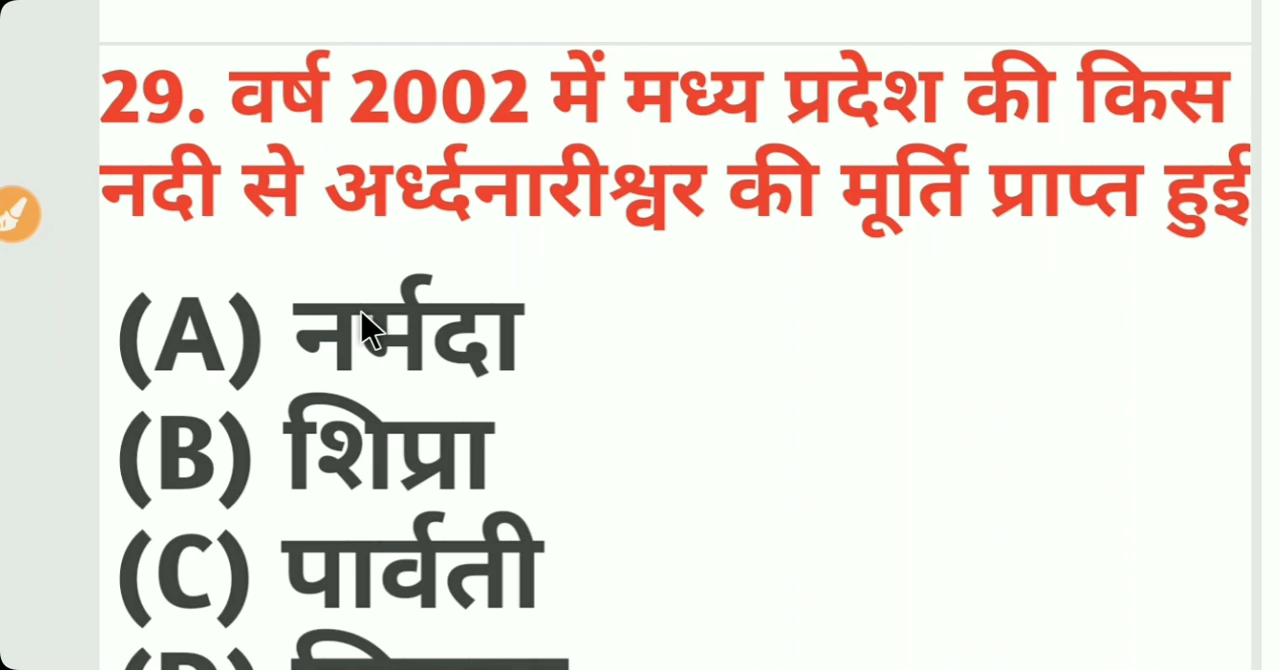 29. वर्ष 2002 में मध्य प्रदेश की किस
नदी से अर्ध्दनारीश्वर की मूर्ति प्राप्त हुई
(A) नर्मदा
(B) शिप्रा
(C) पार्वती